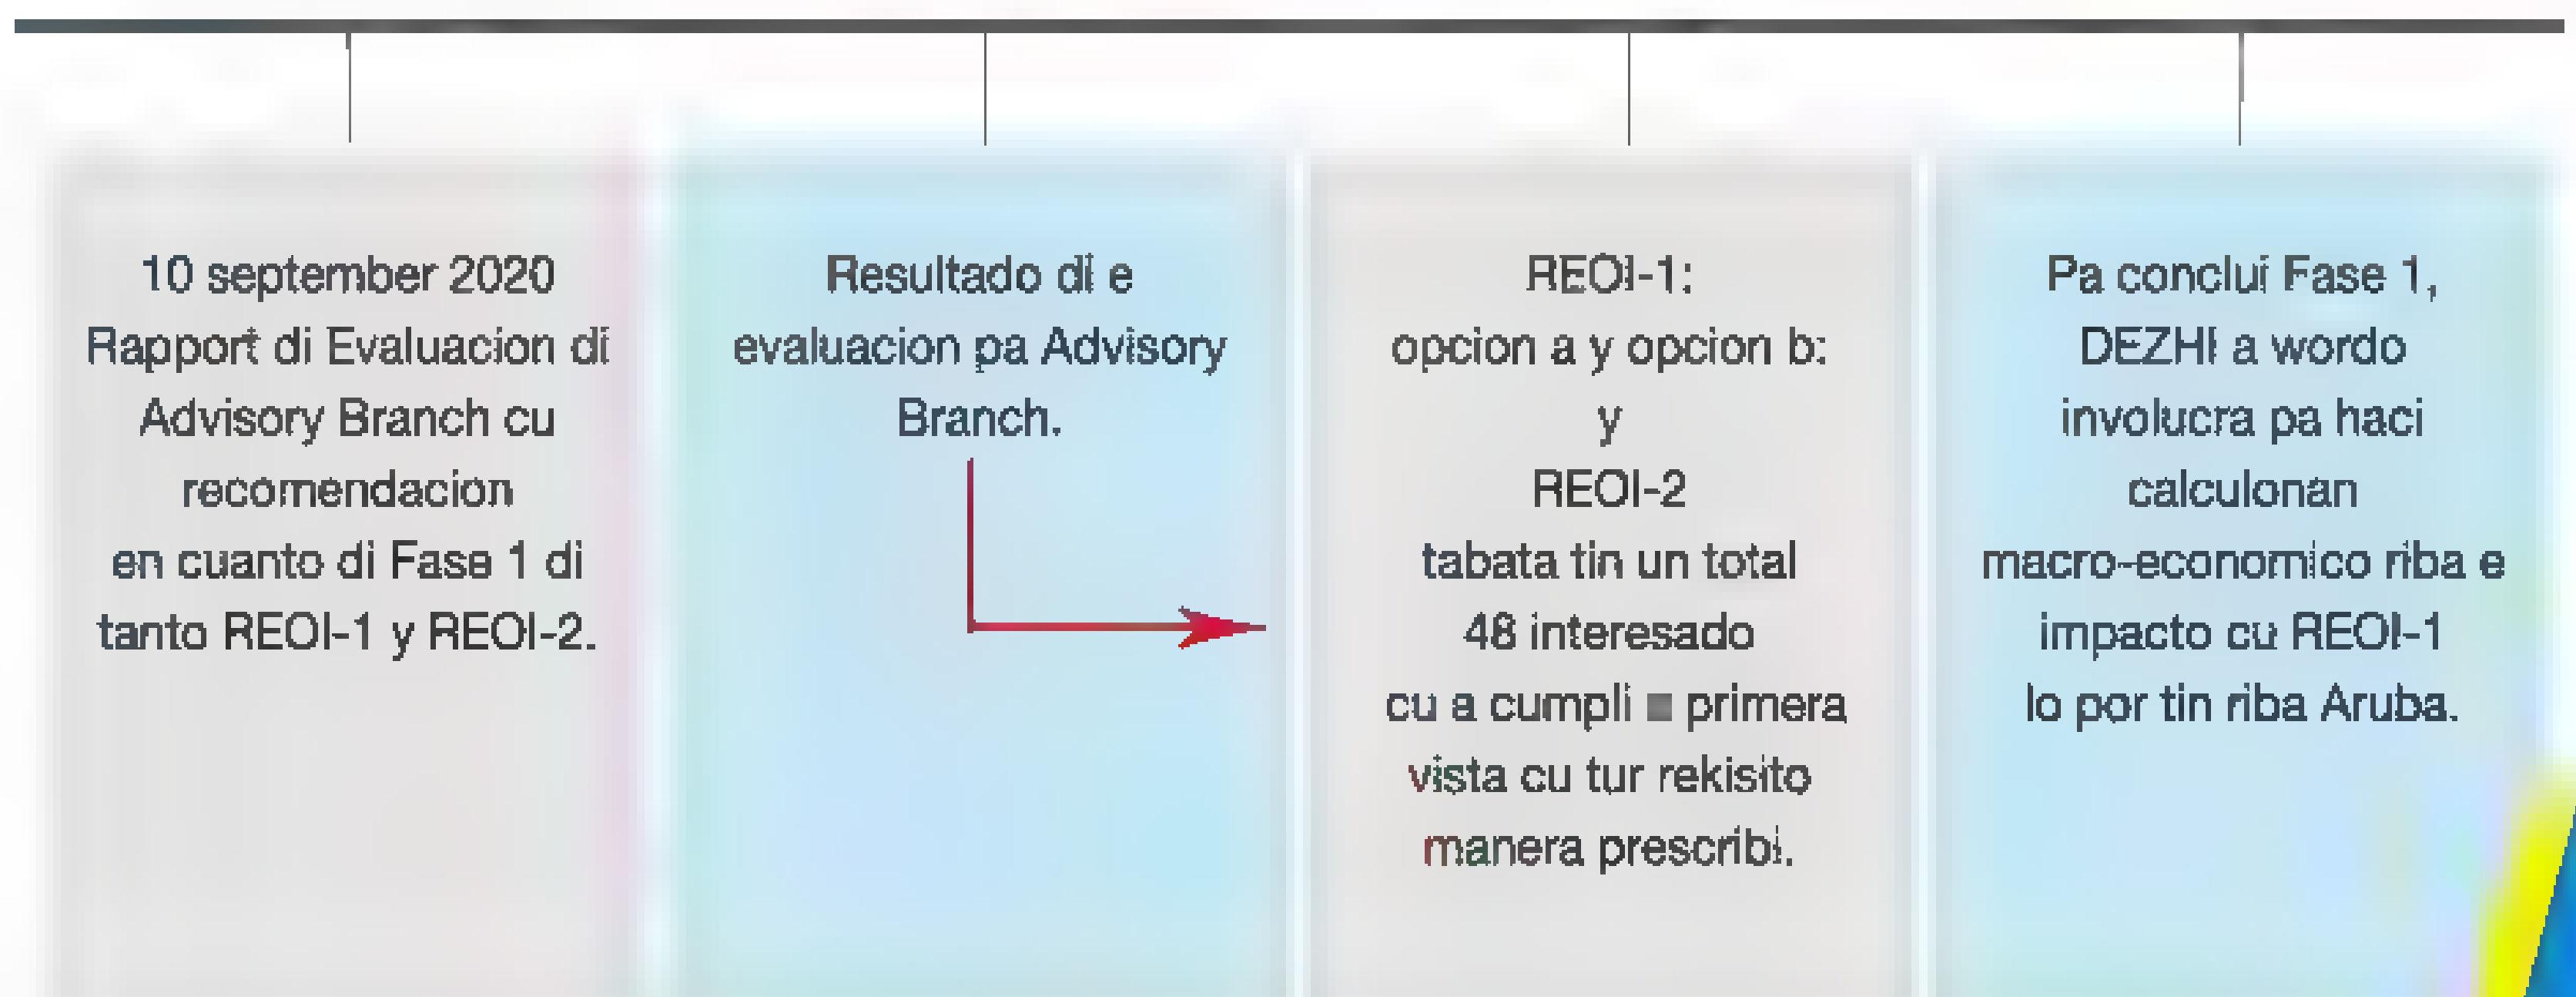 10 september 2020
Rapport di Evaluacion di
Advisory Branch cu
recomendacion
en cuanto di Fase 1 di
tanto REOI-1 y REOI-2.
Resultado di e
evaluacion pa Advisory
Branch.
REOI-1:
opcion a y opcion b:
y
REOI-2
tabata tin un total
48 interesado
cu a cumpli primera
vista cu tur rekisito
manera prescribi.
Pa conclui Fase 1,
DEZHI a wordo
involucra pa haci
calculonan
macro-economico riba e
impacto cu REOI-1
lo por tin riba Aruba.